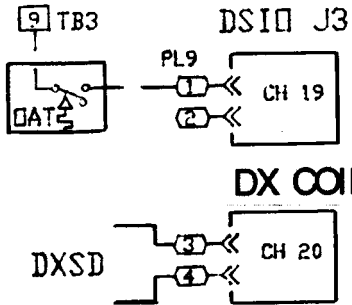 9 TB3
DSIO J3
PL9
1
CH 19
OAT
2
DX COI
3
CH 20
DXSD
4